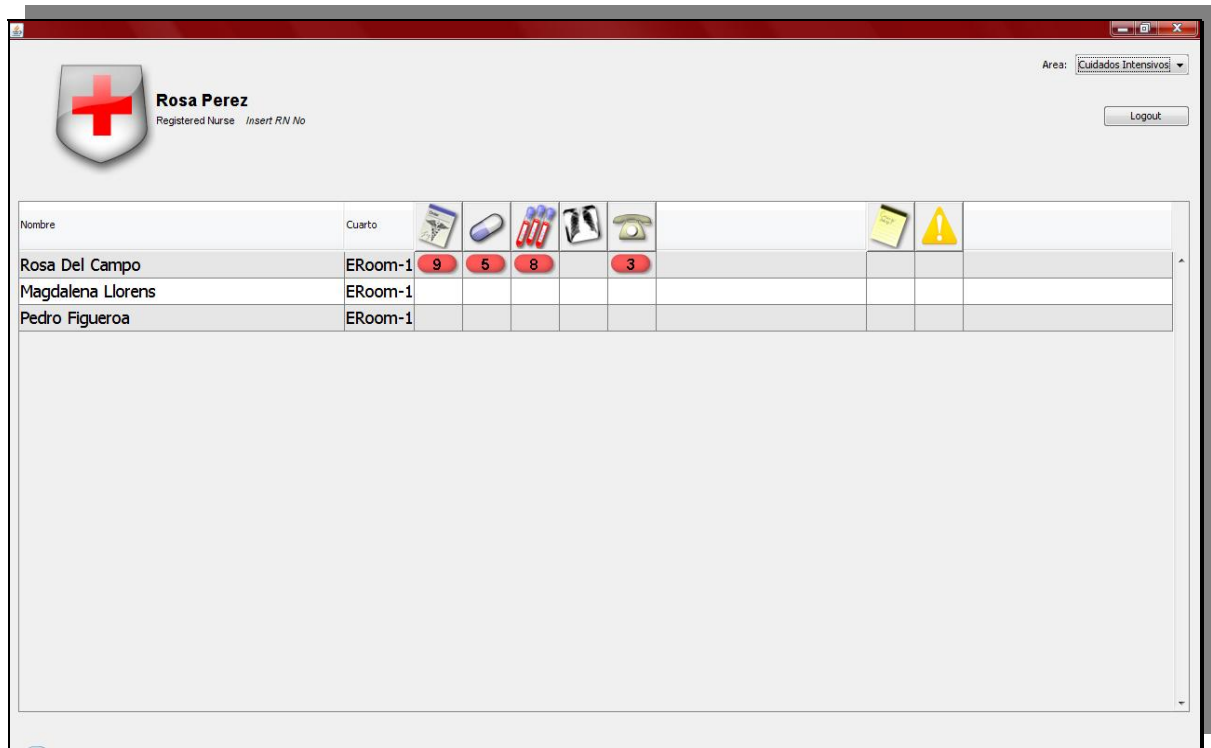 Area: Cuidados Intensivos
Rosa Perez
Registered Nurse Insert RN No
Logout
Nombre Cuarto
Rosa Del Campo ERoom-1 9 5 8 3
Magdalena Llorens ERoom-1
Pedro Figueroa ERoom-1